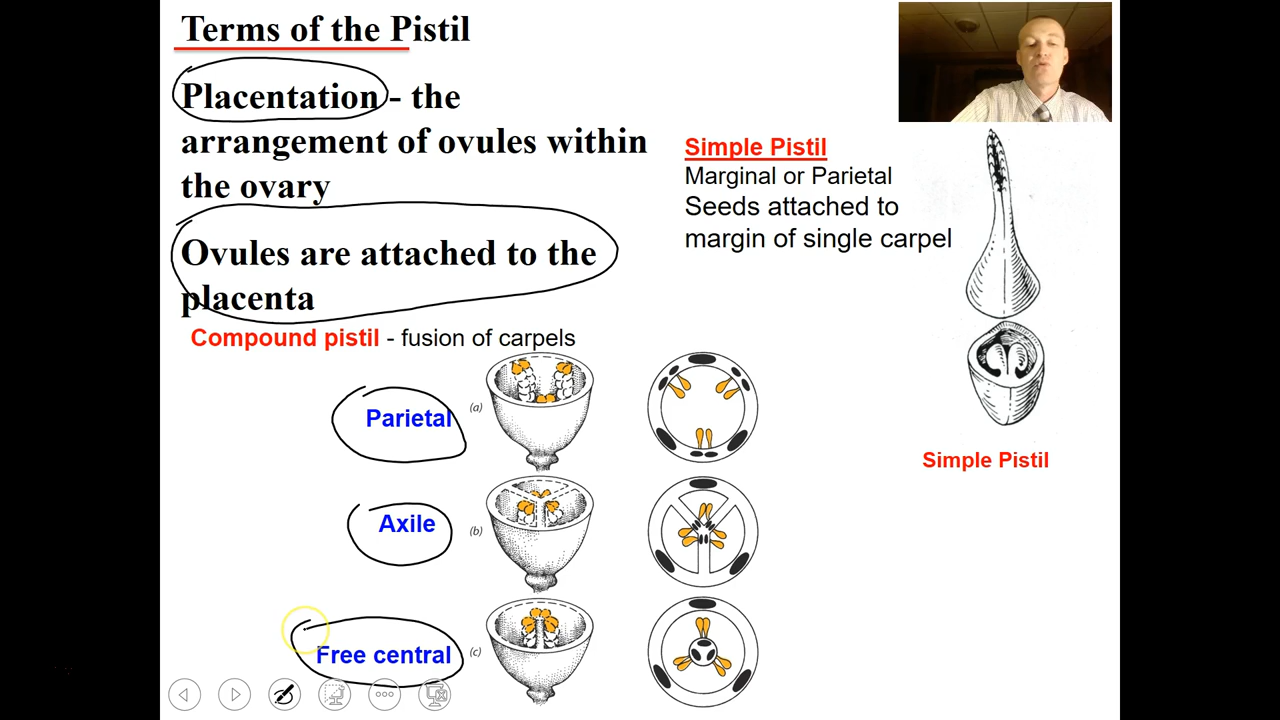 Terms of the Pistil
Placentation - the
arrangement of ovules within
the ovary
Ovules are attached to the
placenta
Simple Pistil
Marginal or Parietal
Seeds attached to
margin of single carpel
Compound pistil - fusion of carpels
Parietal
(a)
Axile
(b)
Free central
(c)
Simple Pistil